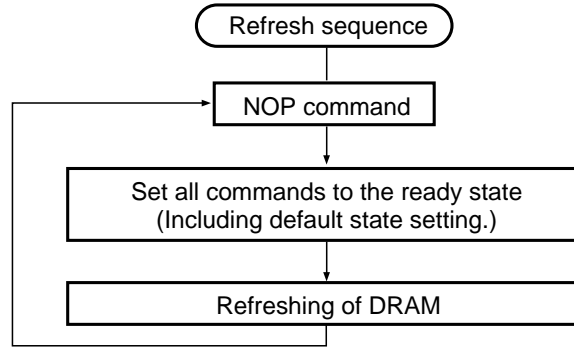 Refresh sequence
NOP command
Set all commands to the ready state
(Including default state setting.)
Refreshing of DRAM